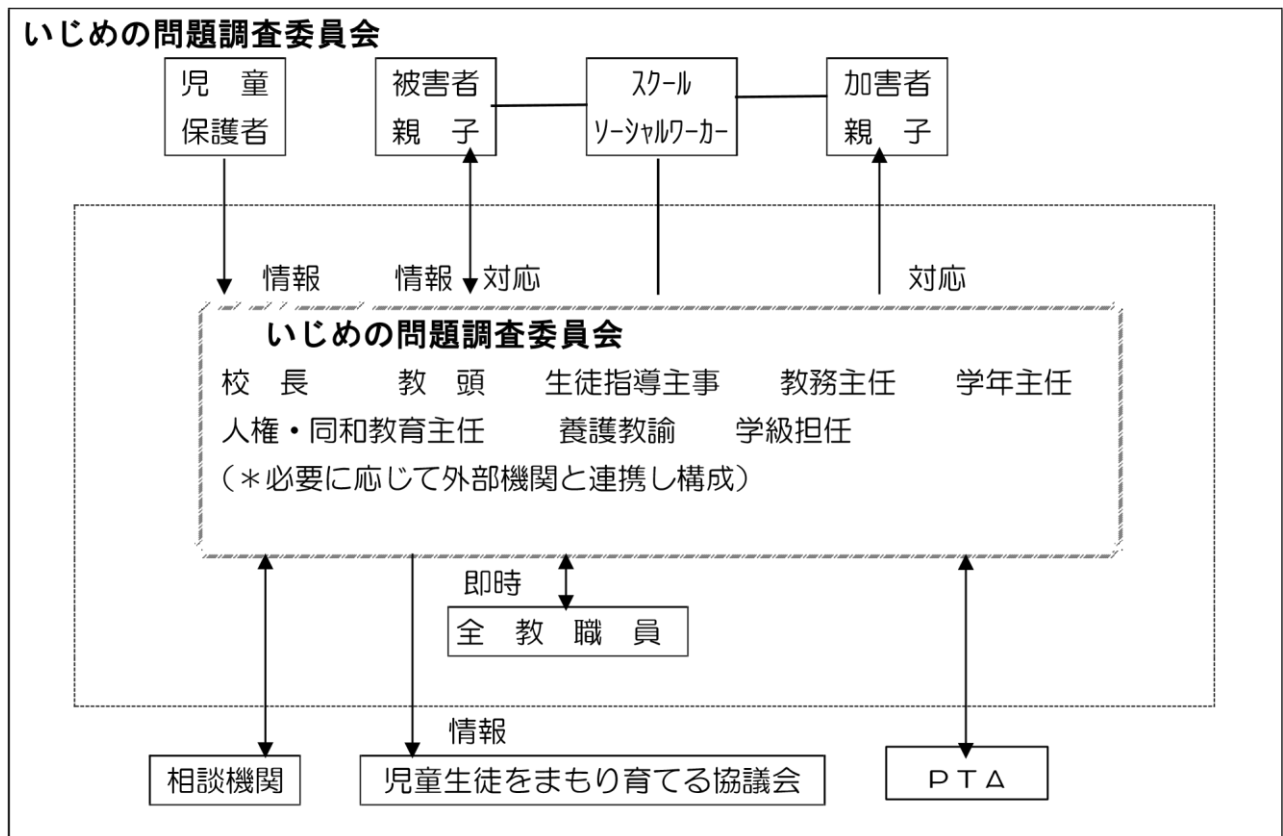 いじめの問題調査委員会
児　童
保護者
被害者
親　子
スクール
ソーシャルワーカー
加害者
親　子
情報
情報　対応
対応
いじめの問題調査委員会
校　長　教　頭　生徒指導主事　教務主任　学年主任
人権・同和教育主任　養護教諭　学級担任
（＊必要に応じて外部機関と連携し構成）
即時
全　教　職　員
情報
相談機関
児童生徒をまもり育てる協議会
ＰＴＡ